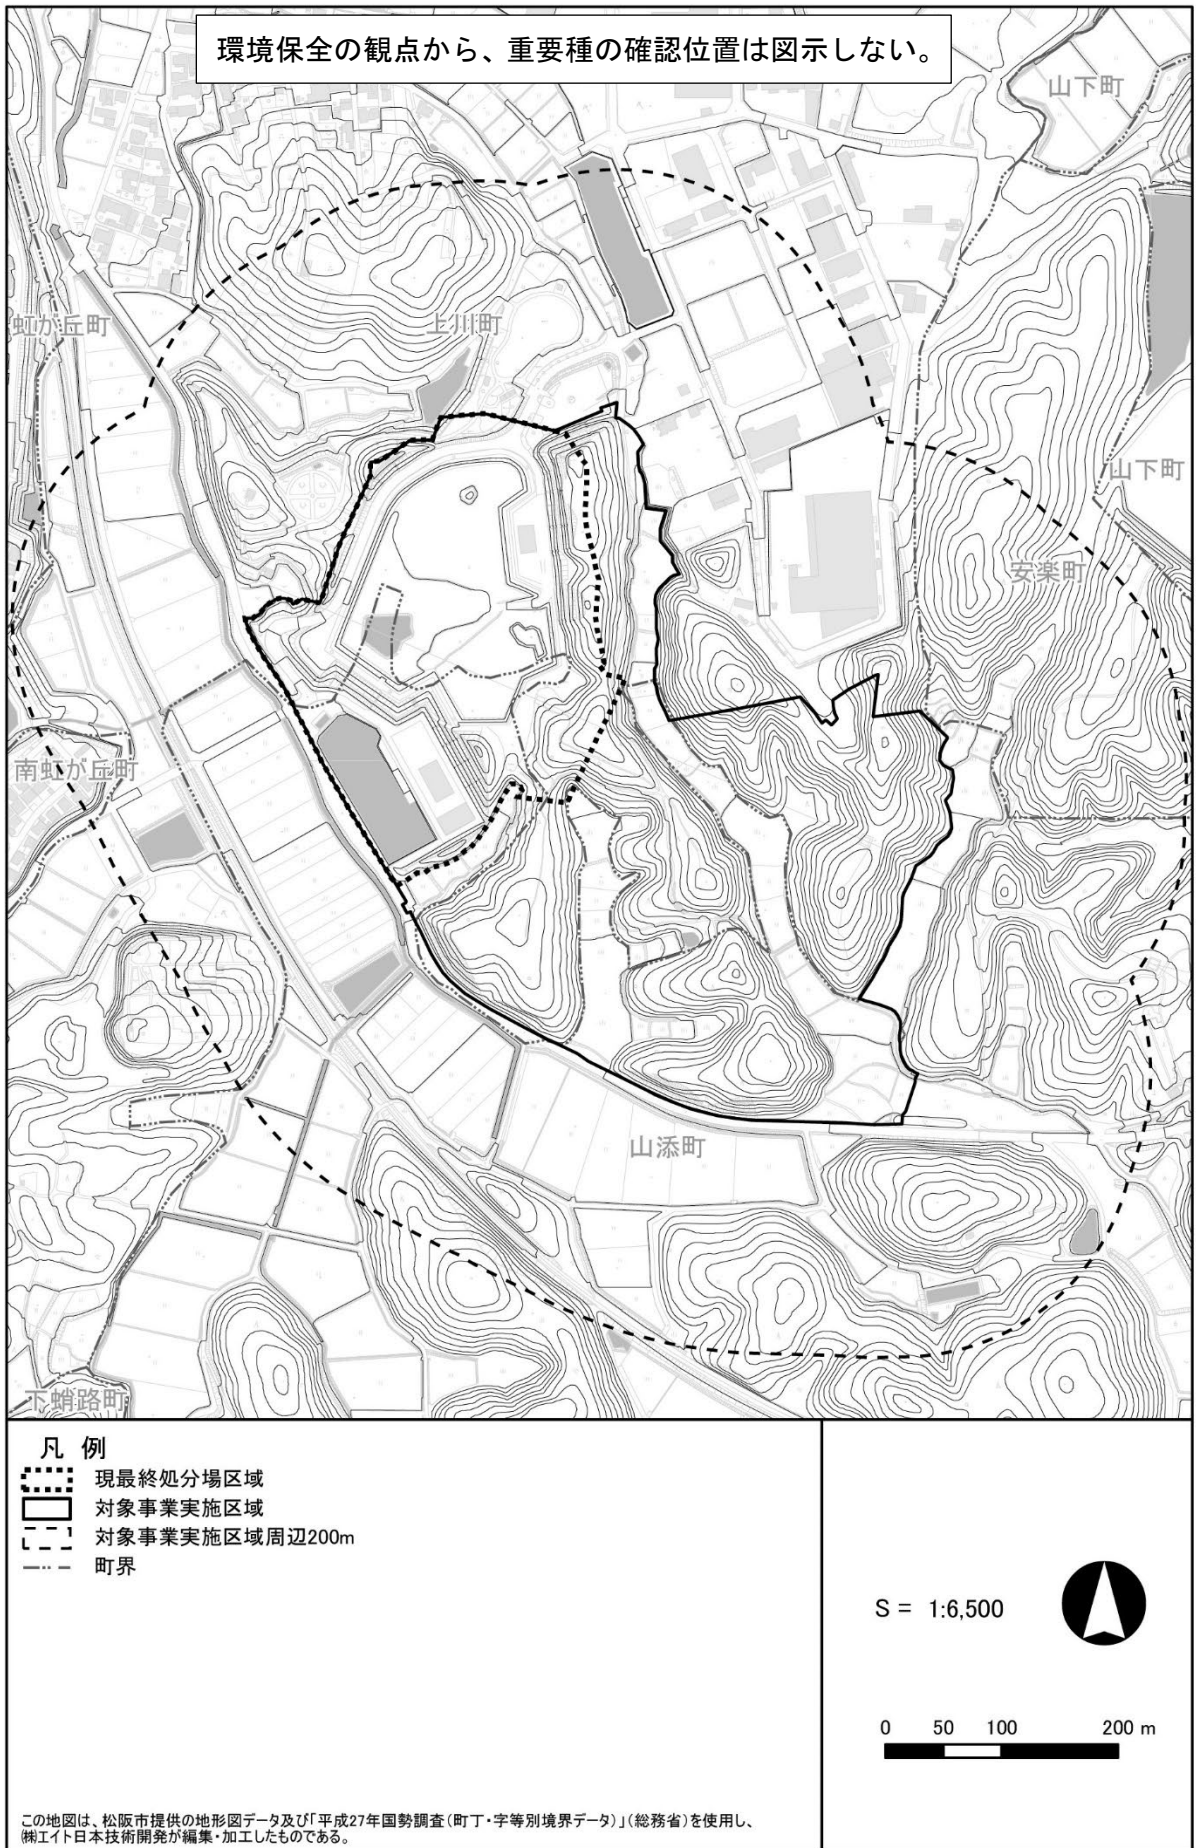 環境保全の観点から、重要種の確認位置は図示しない。
山下町
虹が丘町
上川町
山下町
安楽町
南虹が丘町
山添町
下蛸路町
凡 例
現最終処分場区域
対象事業実施区域
対象事業実施区域周辺200m
町界
S = 1:6,500
0 50 100 200 m
この地図は、松阪市提供の地形図データ及び「平成27年国勢調査(町丁・字等別境界データ)」(総務省)を使用し、
㈱エイト日本技術開発が編集・加工したものである。